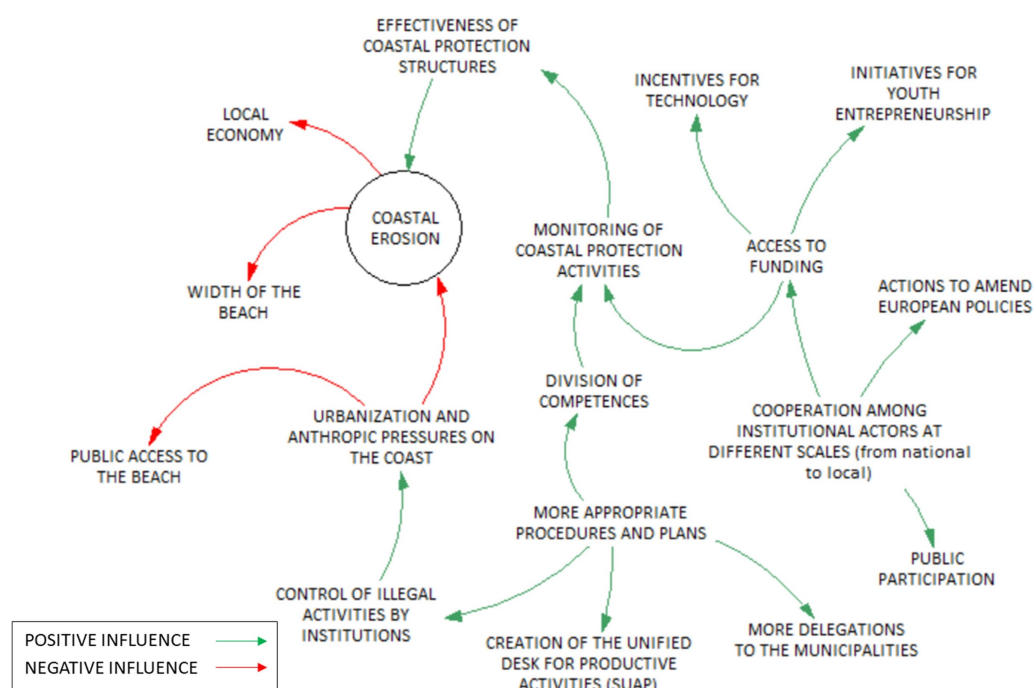 EFFECTIVENESS OF
COASTAL PROTECTION
STRUCTURES
INCENTIVES FOR
TECHNOLOGY
INITIATIVES FOR
YOUTH
ENTREPRENEURSHIP
LOCAL
ECONOMY
COASTAL
EROSION
MONITORING OF
COASTAL PROTECTION
ACTIVITIES
ACCESS TO
FUNDING
WIDTH OF THE
BEACH
ACTIONS TO AMEND
EUROPEAN POLICIES
DIVISION OF
COMPETENCES
COOPERATION AMONG
INSTITUTIONAL ACTORS AT
DIFFERENT SCALES (from national
to local)
URBANIZATION AND
ANTHROPIC PRESSURES ON
THE COAST
PUBLIC ACCESS TO
THE BEACH
MORE APPROPRIATE
PROCEDURES AND PLANS
PUBLIC
PARTICIPATION
CONTROL OF ILLEGAL
ACTIVITIES BY
INSTITUTIONS
CREATION OF THE UNIFIED
DESK FOR PRODUCTIVE
ACTIVITIES (SUAP)
MORE DELEGATIONS
TO THE MUNICIPALITIES
POSITIVE INFLUENCE
NEGATIVE INFLUENCE